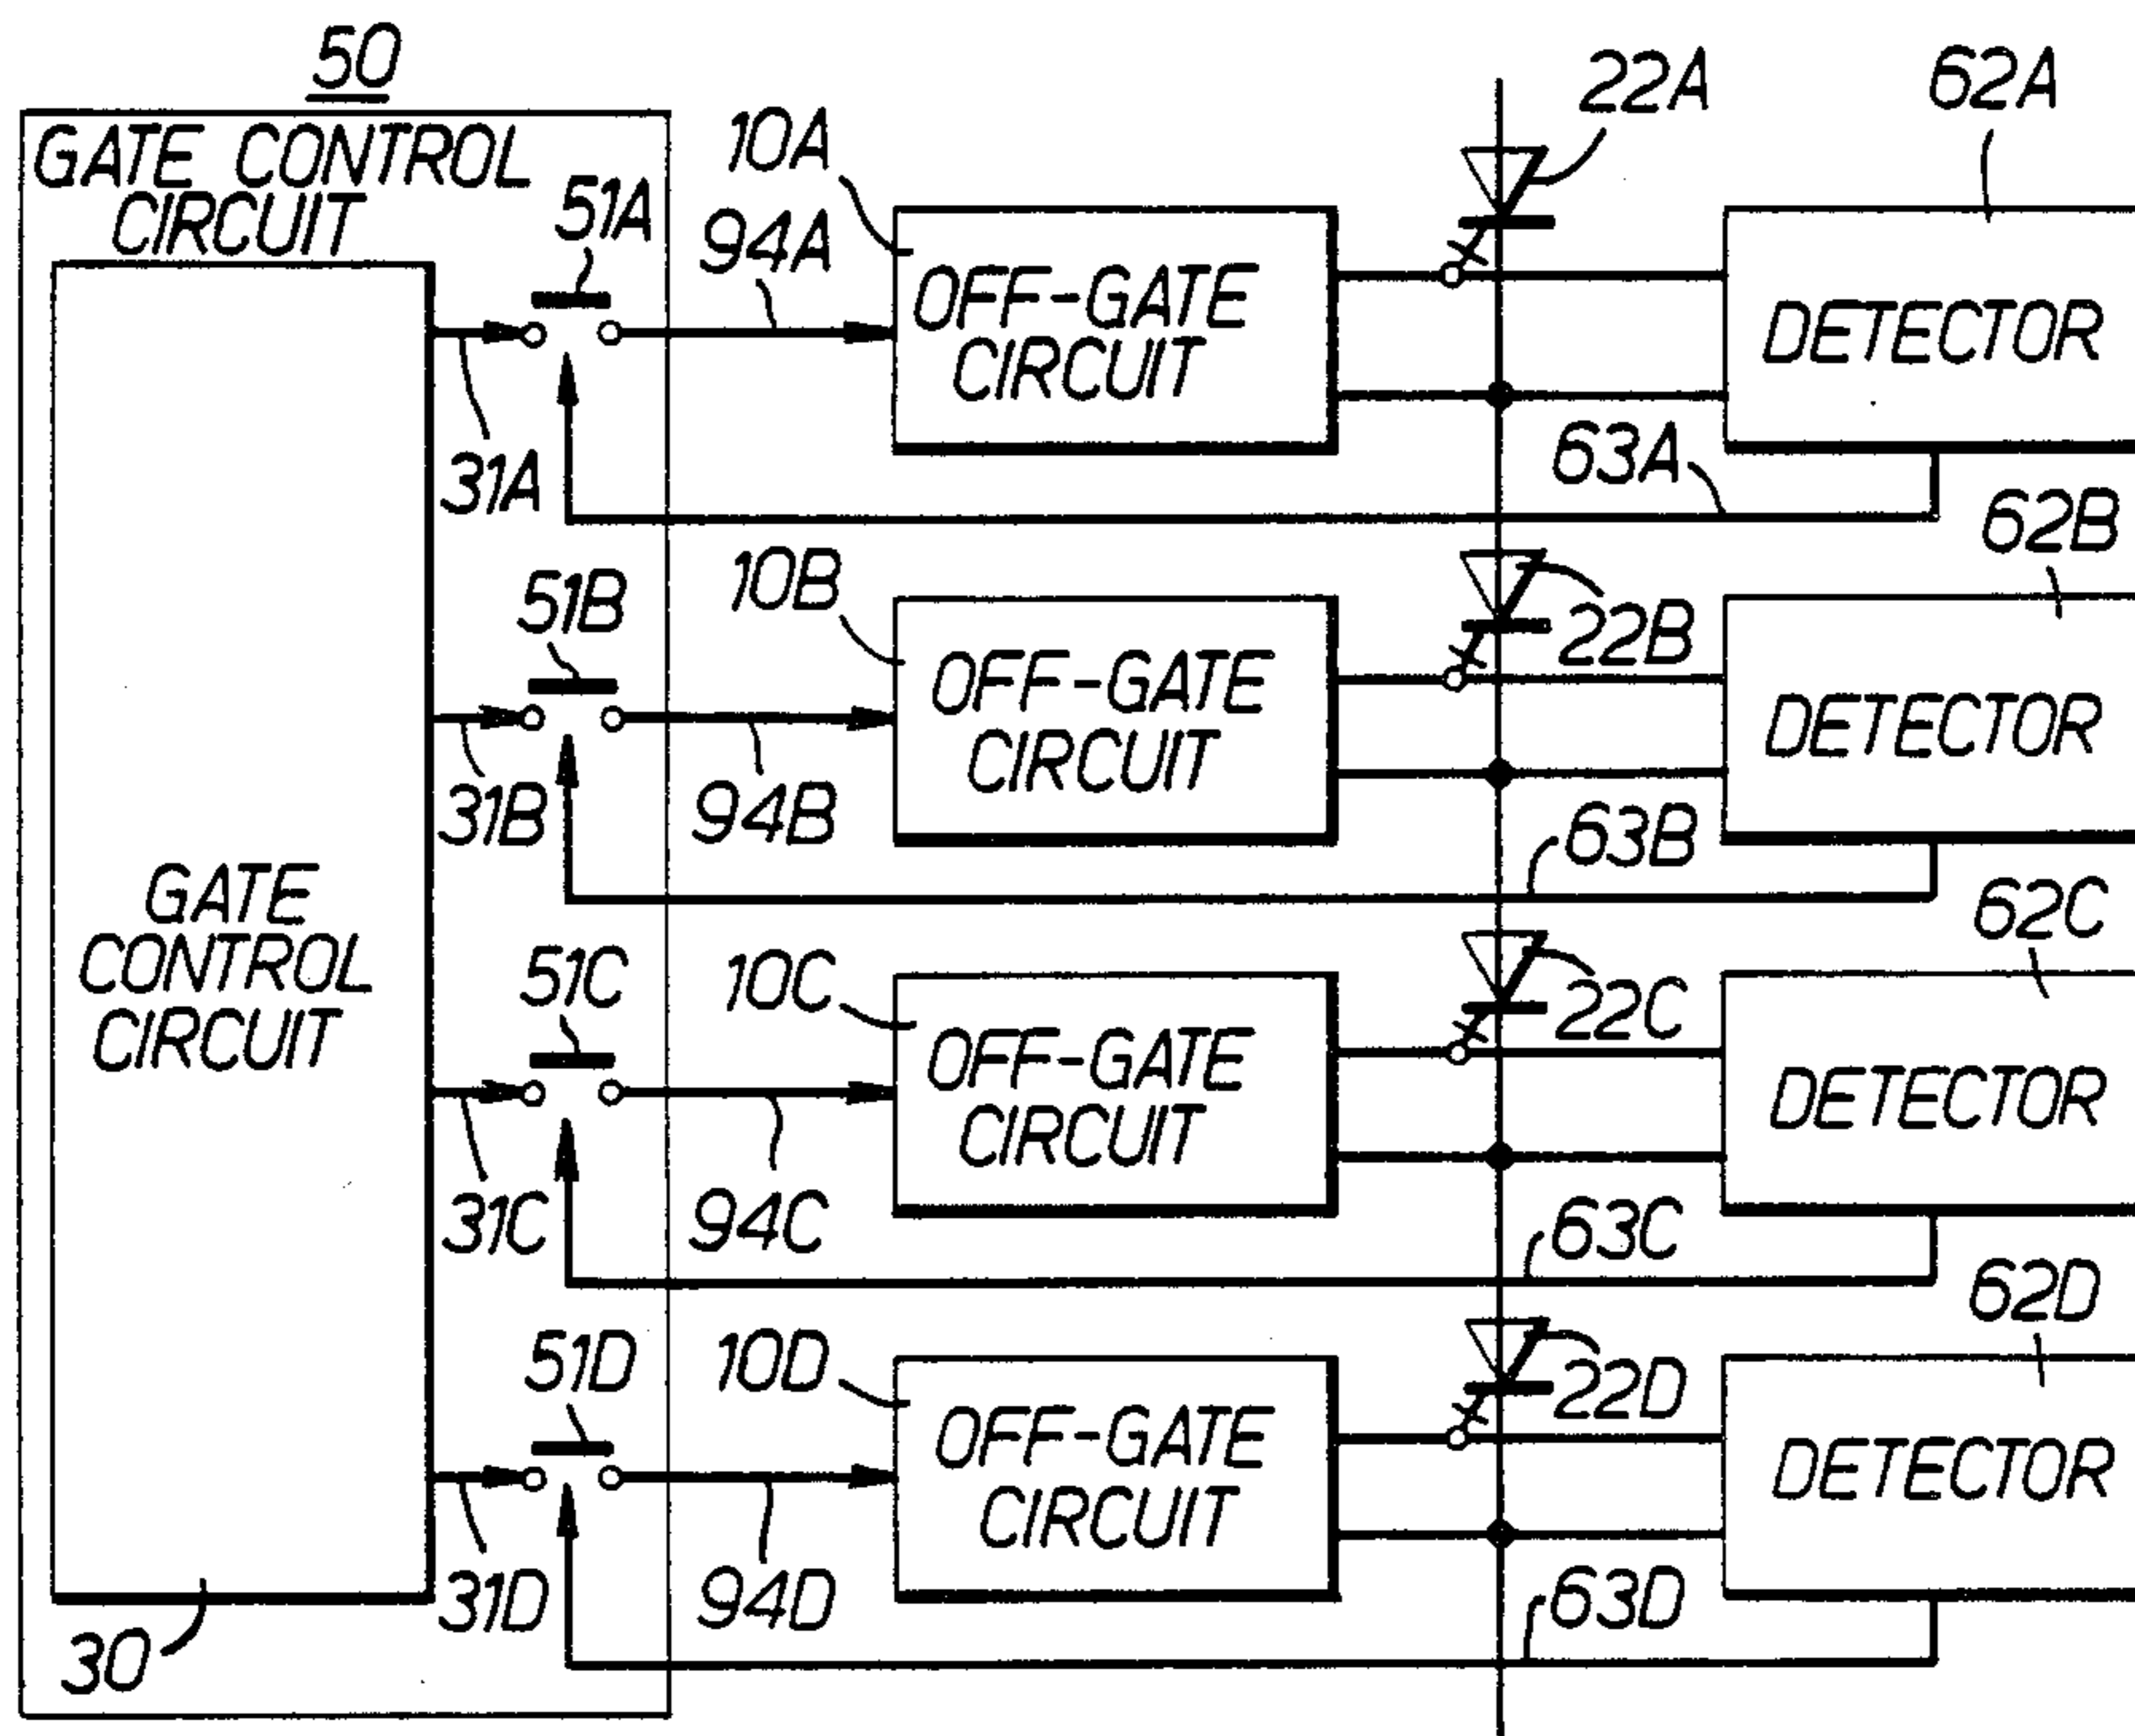 50
GATE CONTROL
CIRCUIT
51A
94A
10A
OFF-GATE
CIRCUIT
22A
62A
DETECTOR
31A
63A
51B
10B
OFF-GATE
CIRCUIT
22B
62B
DETECTOR
31B
94B
63B
GATE
CONTROL
CIRCUIT
51C
10C
OFF-GATE
CIRCUIT
22C
62C
DETECTOR
31C
94C
63C
51D
10D
OFF-GATE
CIRCUIT
22D
62D
DETECTOR
31D
94D
63D
30